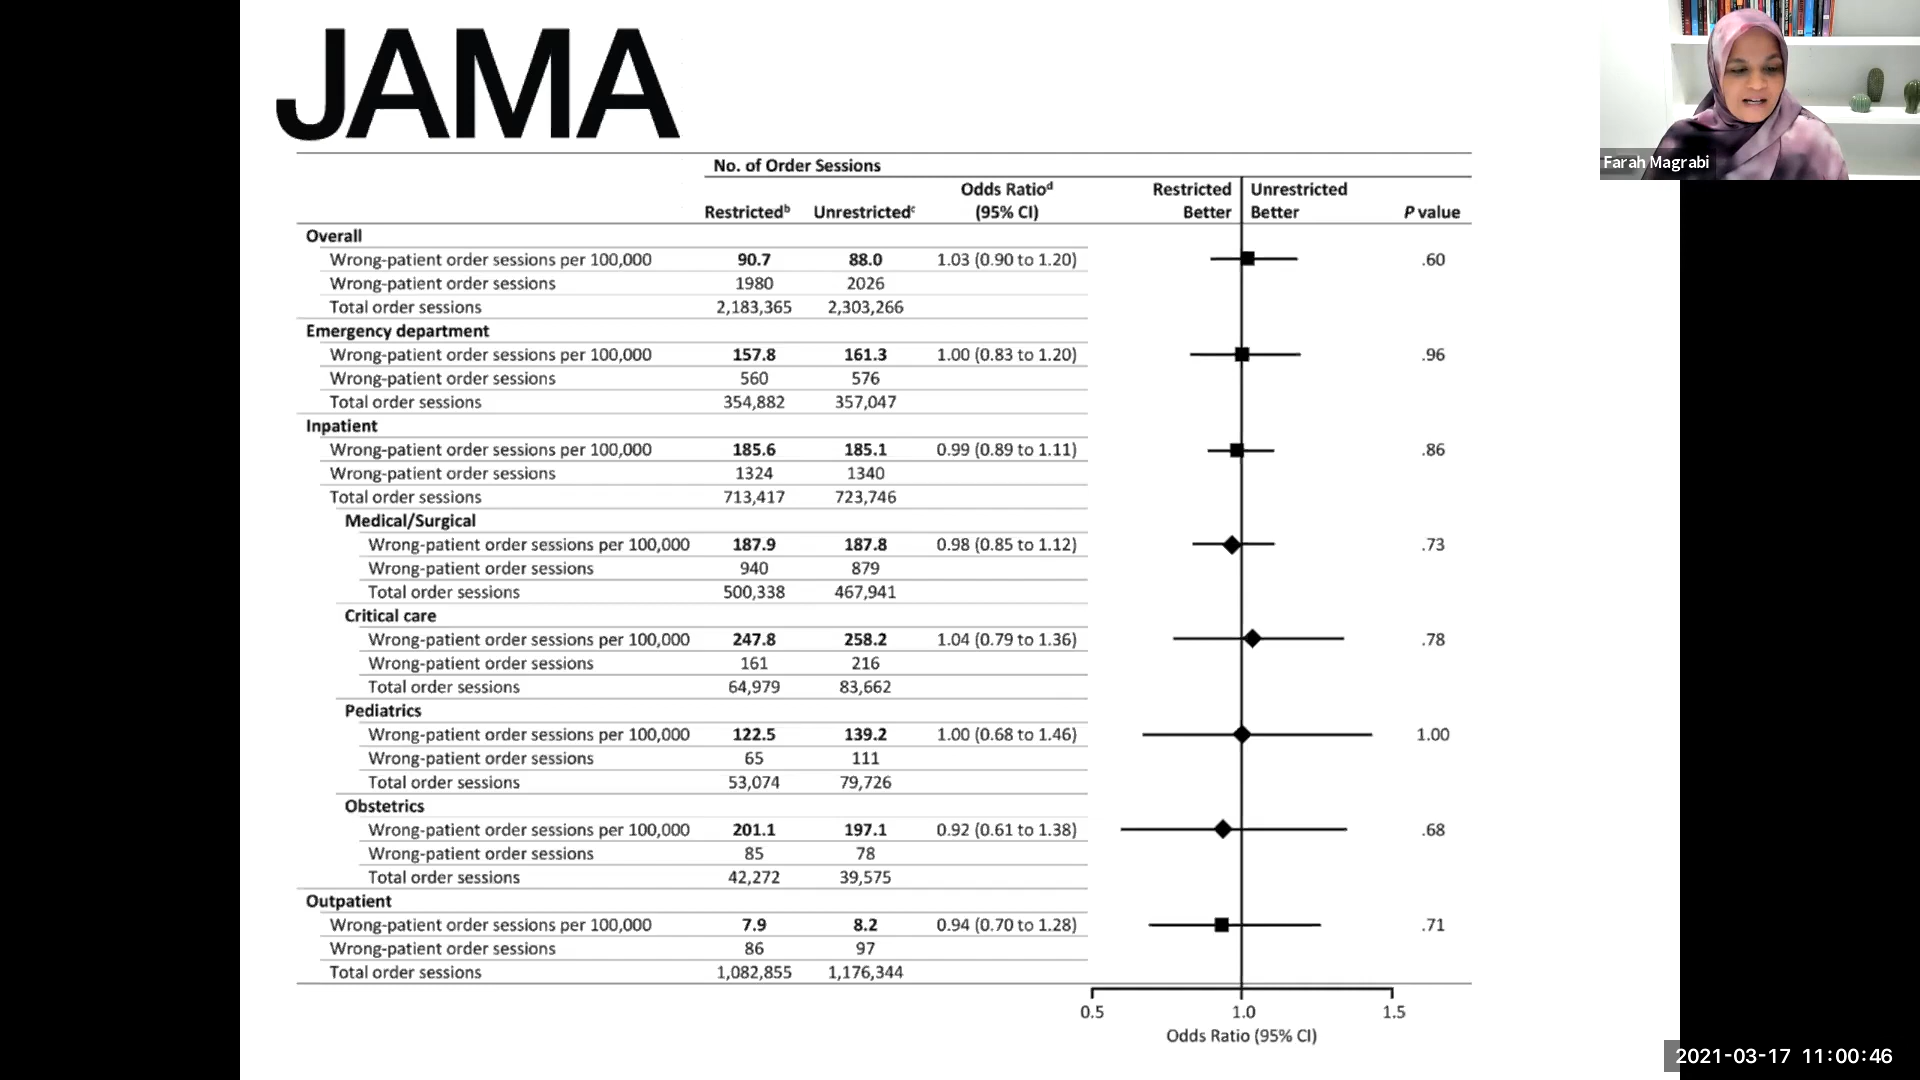 JAMA
No. of Order Sessions
Restrictedb Unrestrictedc Odds Ratiod (95% CI) Restricted Better Unrestricted Better P value
Overall
Wrong-patient order sessions per 100,000 90.7 88.0 1.03 (0.90 to 1.20) .60
Wrong-patient order sessions 1980 2026
Total order sessions 2,183,365 2,303,266
Emergency department
Wrong-patient order sessions per 100,000 157.8 161.3 1.00 (0.83 to 1.20) .96
Wrong-patient order sessions 560 576
Total order sessions 354,882 357,047
Inpatient
Wrong-patient order sessions per 100,000 185.6 185.1 0.99 (0.89 to 1.11) .86
Wrong-patient order sessions 1324 1340
Total order sessions 713,417 723,746
Medical/Surgical
Wrong-patient order sessions per 100,000 187.9 187.8 0.98 (0.85 to 1.12) .73
Wrong-patient order sessions 940 879
Total order sessions 500,338 467,941
Critical care
Wrong-patient order sessions per 100,000 247.8 258.2 1.04 (0.79 to 1.36) .78
Wrong-patient order sessions 161 216
Total order sessions 64,979 83,662
Pediatrics
Wrong-patient order sessions per 100,000 122.5 139.2 1.00 (0.68 to 1.46) 1.00
Wrong-patient order sessions 65 111
Total order sessions 53,074 79,726
Obstetrics
Wrong-patient order sessions per 100,000 201.1 197.1 0.92 (0.61 to 1.38) .68
Wrong-patient order sessions 85 78
Total order sessions 42,272 39,575
Outpatient
Wrong-patient order sessions per 100,000 7.9 8.2 0.94 (0.70 to 1.28) .71
Wrong-patient order sessions 86 97
Total order sessions 1,082,855 1,176,344
0.5 1.0 1.5
Odds Ratio (95% CI)
Farah Magrabi
2021-03-17 11:00:46